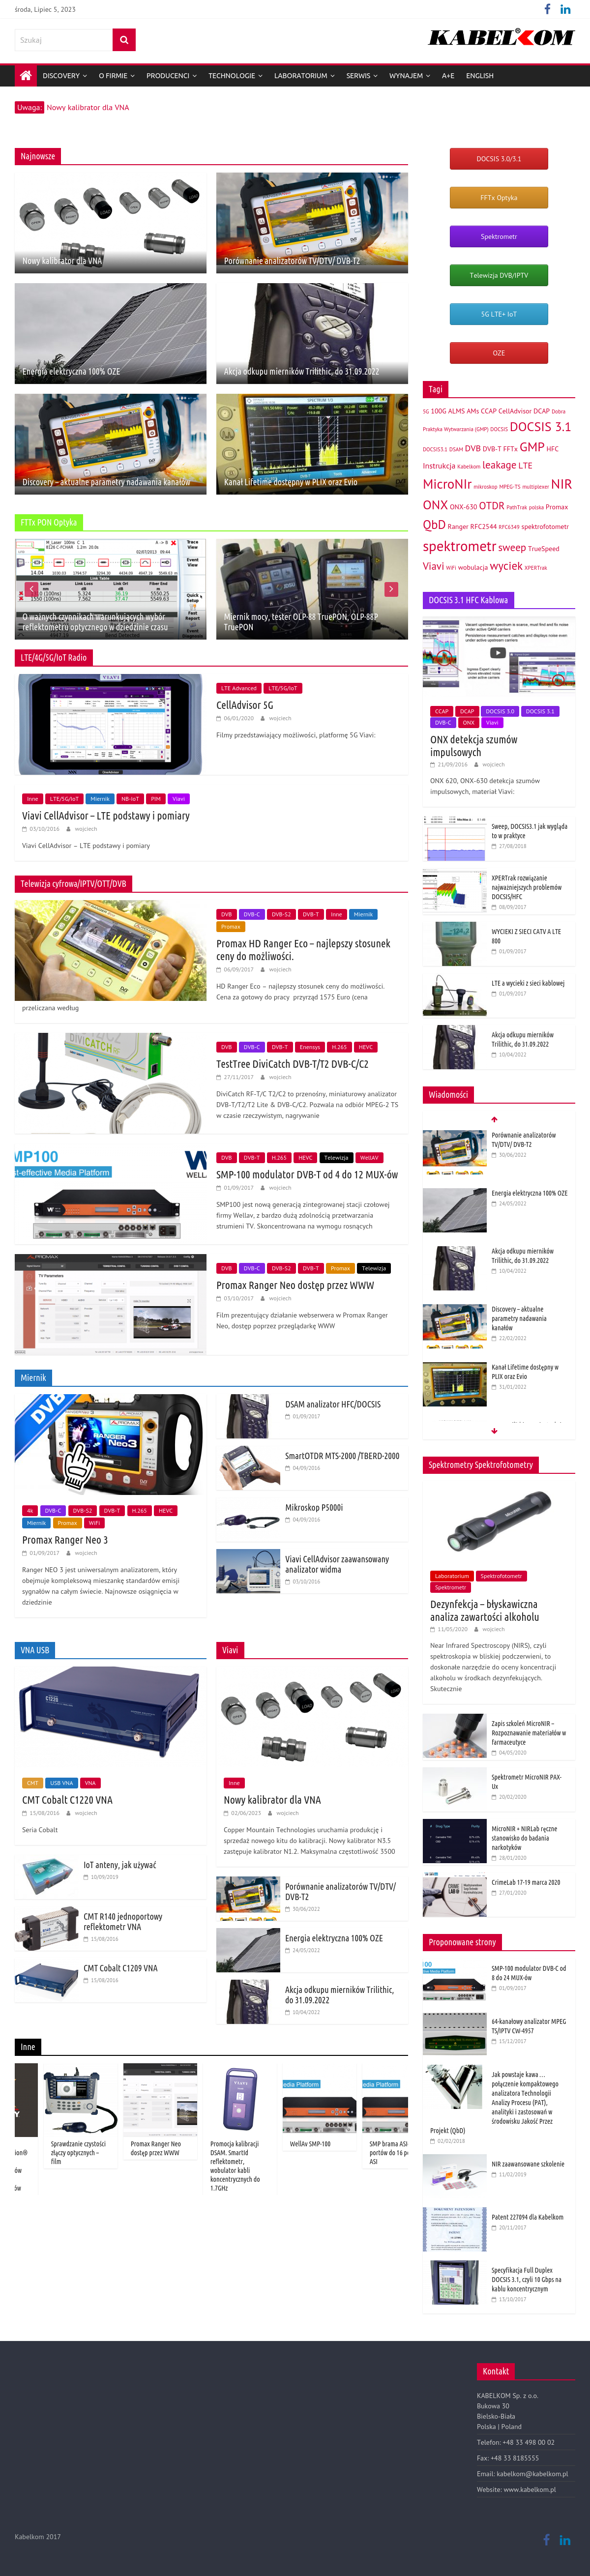 środa, Lipiec 5, 2023
Szukaj
KABELKOM
DISCOVERY O FIRMIE PRODUCENCI TECHNOLOGIE LABORATORIUM SERWIS WYNAJEM A+E ENGLISH
Uwaga: Nowy kalibrator dla VNA
Najnowsze
Nowy kalibrator dla VNA
Porównanie analizatorów TV/DTV/ DVB-T2
Energia elektryczna 100% OZE
Akcja odkupu mierników Trilithic, do 31.09.2022
Discovery – aktualne parametry nadawania kanałów
Kanał Lifetime dostępny w PLIX oraz Evio
FTTx PON Optyka
O ważnych czynnikach warunkujących wybór
reflektometru optycznego w dziedzinie czasu
Miernik mocy, tester OLP-88 TruePON, OLP-88P
TruePON
LTE/4G/5G/IoT Radio
LTE Advanced LTE/5G/IoT
CellAdvisor 5G
06/01/2020 wojciech
Filmy przedstawiający możliwości, platformę 5G Viavi:
Inne LTE/5G/IoT Miernik NB-IoT PIM Viavi
Viavi CellAdvisor – LTE podstawy i pomiary
03/10/2016 wojciech
Viavi CellAdvisor – LTE podstawy i pomiary
Telewizja cyfrowa/IPTV/OTT/DVB
DVB DVB-C DVB-S2 DVB-T Inne Miernik
Promax
Promax HD Ranger Eco – najlepszy stosunek
ceny do możliwości.
06/09/2017 wojciech
HD Ranger Eco – najlepszy stosunek ceny do możliwości.
Cena za gotowy do pracy przyrząd 1575 Euro (cena
przeliczana według
DVB DVB-C DVB-T Enensys H.265 HEVC
TestTree DiviCatch DVB-T/T2 DVB-C/C2
27/11/2017 wojciech
DiviCatch RF-T/C T2/C2 to przenośny, miniaturowy analizator
DVB-T/T2/T2 Lite & DVB-C/C2. Pozwala na odbiór MPEG-2 TS
w czasie rzeczywistym, nagrywanie
DVB DVB-T H.265 HEVC Telewizja WellAV
SMP-100 modulator DVB-T od 4 do 12 MUX-ów
01/09/2017 wojciech
SMP100 jest nową generacją zintegrowanej stacji czołowej
firmy Wellav, z bardzo dużą zdolnością przetwarzania
strumieni TV. Skoncentrowana na wymogu rosnących
DVB DVB-C DVB-S2 DVB-T Promax Telewizja
Promax Ranger Neo dostęp przez WWW
03/10/2017 wojciech
Film prezentujący działanie webserwera w Promax Ranger
Neo, dostęp poprzez przeglądarkę WWW
Miernik
4k DVB-C DVB-S2 DVB-T H.265 HEVC
Miernik Promax WiFi
Promax Ranger Neo 3
01/09/2017 wojciech
Ranger NEO 3 jest uniwersalnym analizatorem, który
obejmuje kompleksową mieszankę standardów emisji
sygnałów na całym świecie. Najnowsze osiągnięcia w
dziedzinie
DSAM analizator HFC/DOCSIS
01/09/2017
SmartOTDR MTS-2000 /TBERD-2000
04/09/2016
Mikroskop P5000i
04/09/2016
Viavi CellAdvisor zaawansowany
analizator widma
03/10/2016
VNA USB
CMT USB VNA VNA
CMT Cobalt C1220 VNA
15/08/2016 wojciech
Seria Cobalt
IoT anteny, jak używać
10/09/2019
CMT R140 jednoportowy
reflektometr VNA
15/08/2016
CMT Cobalt C1209 VNA
15/08/2016
Viavi
Inne
Nowy kalibrator dla VNA
02/06/2023 wojciech
Copper Mountain Technologies uruchamia produkcję i
sprzedaż nowego kitu do kalibracji. Nowy kalibrator N3.5
zastępuje kalibrator N1.2. Maksymalna częstotliwość 3500
Porównanie analizatorów TV/DTV/
DVB-T2
30/06/2022
Energia elektryczna 100% OZE
24/05/2022
Akcja odkupu mierników Trilithic,
do 31.09.2022
10/04/2022
Inne
Sprawdzanie czystości
złączy optycznych –
film
Promax Ranger Neo
dostęp przez WWW
Promocja kalibracji
DSAM. SmartId
reflektometr,
wobulator kabli
koncentrycznych do
1.7GHz
WellAv SMP-100
SMP brama ASI
portów do 16 po
ASI
DOCSIS 3.0/3.1
FFTx Optyka
Spektrometr
Telewizja DVB/IPTV
5G LTE+ IoT
OZE
Tagi
5G 100G ALM5 AMs CCAP CellAdvisor DCAP Dobra
Praktyka Wytwarzania (GMP) DOCSIS DOCSIS 3.1
DOCSIS3.1 DSAM DVB DVB-T FFTx GMP HFC
Instrukcja Kabelkom leakage LTE
MicroNIr mikroskop MPEG-TS multiplexer NIR
ONX ONX-630 OTDR PathTrak polska Promax
QbD Ranger RFC2544 RFC6349 spektrofotometr
spektrometr sweep TrueSpeed
Viavi WiFi wobulacja wyciek XPERTrak
DOCSIS 3.1 HFC Kablowa
CCAP DCAP DOCSIS 3.0 DOCSIS 3.1
DVB-C ONX Viavi
ONX detekcja szumów
impulsowych
21/09/2016 wojciech
ONX 620, ONX-630 detekcja szumów
impulsowych, materiał Viavi:
Sweep, DOCSIS3.1 jak wygląda
to w praktyce
27/08/2018
XPERTrak rozwiązanie
najważniejszych problemów
DOCSIS/HFC
08/09/2017
WYCIEKI Z SIECI CATV A LTE
800
01/09/2017
LTE a wycieki z sieci kablowej
01/09/2017
Akcja odkupu mierników
Trilithic, do 31.09.2022
10/04/2022
Wiadomości
Porównanie analizatorów
TV/DTV/ DVB-T2
30/06/2022
Energia elektryczna 100% OZE
24/05/2022
Akcja odkupu mierników
Trilithic, do 31.09.2022
10/04/2022
Discovery – aktualne
parametry nadawania
kanałów
22/02/2022
Kanał Lifetime dostępny w
PLIX oraz Evio
31/01/2022
Spektrometry Spektrofotometry
Laboratorium Spektrofotometr
Spektrometr
Dezynfekcja – błyskawiczna
analiza zawartości alkoholu
11/05/2020 wojciech
Near Infrared Spectroscopy (NIRS), czyli
spektroskopia w bliskiej podczerwieni, to
doskonałe narzędzie do oceny koncentracji
alkoholu w środkach dezynfekujących.
Skutecznie
Zapis szkoleń MicroNIR –
Rozpoznawanie materiałów w
farmaceutyce
04/05/2020
Spektrometr MicroNIR PAX-
Ux
20/02/2020
MicroNIR + NIRLab ręczne
stanowisko do badania
narkotyków
28/01/2020
CrimeLab 17-19 marca 2020
27/01/2020
Proponowane strony
SMP-100 modulator DVB-C od
8 do 24 MUX-ów
01/09/2017
64-kanałowy analizator MPEG
TS/IPTV CW-4957
15/12/2017
Jak powstaje kawa …
połączenie kompaktowego
analizatora Technologii
Analizy Procesu (PAT),
analityki i zastosowań w
środowisku Jakość Przez
Projekt (QbD)
02/02/2018
NIR zaawansowane szkolenie
11/02/2019
Patent 227094 dla Kabelkom
20/11/2017
Specyfikacja Full Duplex
DOCSIS 3.1, czyli 10 Gbps na
kablu koncentrycznym
13/10/2017
Kontakt
KABELKOM Sp. z o.o.
Bukowa 30
Bielsko-Biała
Polska | Poland
Telefon: +48 33 498 00 02
Fax: +48 33 8185555
Email: kabelkom@kabelkom.pl
Website: www.kabelkom.pl
Kabelkom 2017